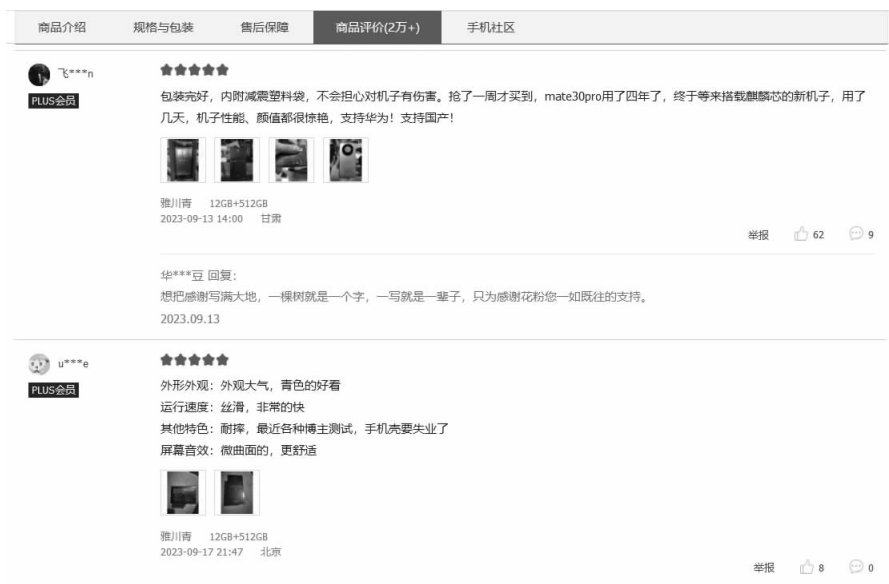 商品介绍 规格与包装 售后保障 商品评价(2万+) 手机社区
飞***n
PLUS会员
包装完好，内附减震塑料袋，不会担心对机子有伤害。抢了一周才买到，mate30pro用了四年了，终于等来搭载麒麟芯的新机子，用了
几天，机子性能、颜值都很惊艳，支持华为！支持国产！
雅川青 12GB+512GB
2023-09-13 14:00 甘肃
举报 62 9
华***豆 回复：
想把感谢写满大地，一棵树就是一个字，一写就是一辈子，只为感谢花粉您一如既往的支持。
2023.09.13
u***e
PLUS会员
外形外观：外观大气，青色的好看
运行速度：丝滑，非常的快
其他特色：耐摔，最近各种博主测试，手机壳要失业了
屏幕音效：微曲面的，更舒适
雅川青 12GB+512GB
2023-09-17 21:47 北京
举报 8 0